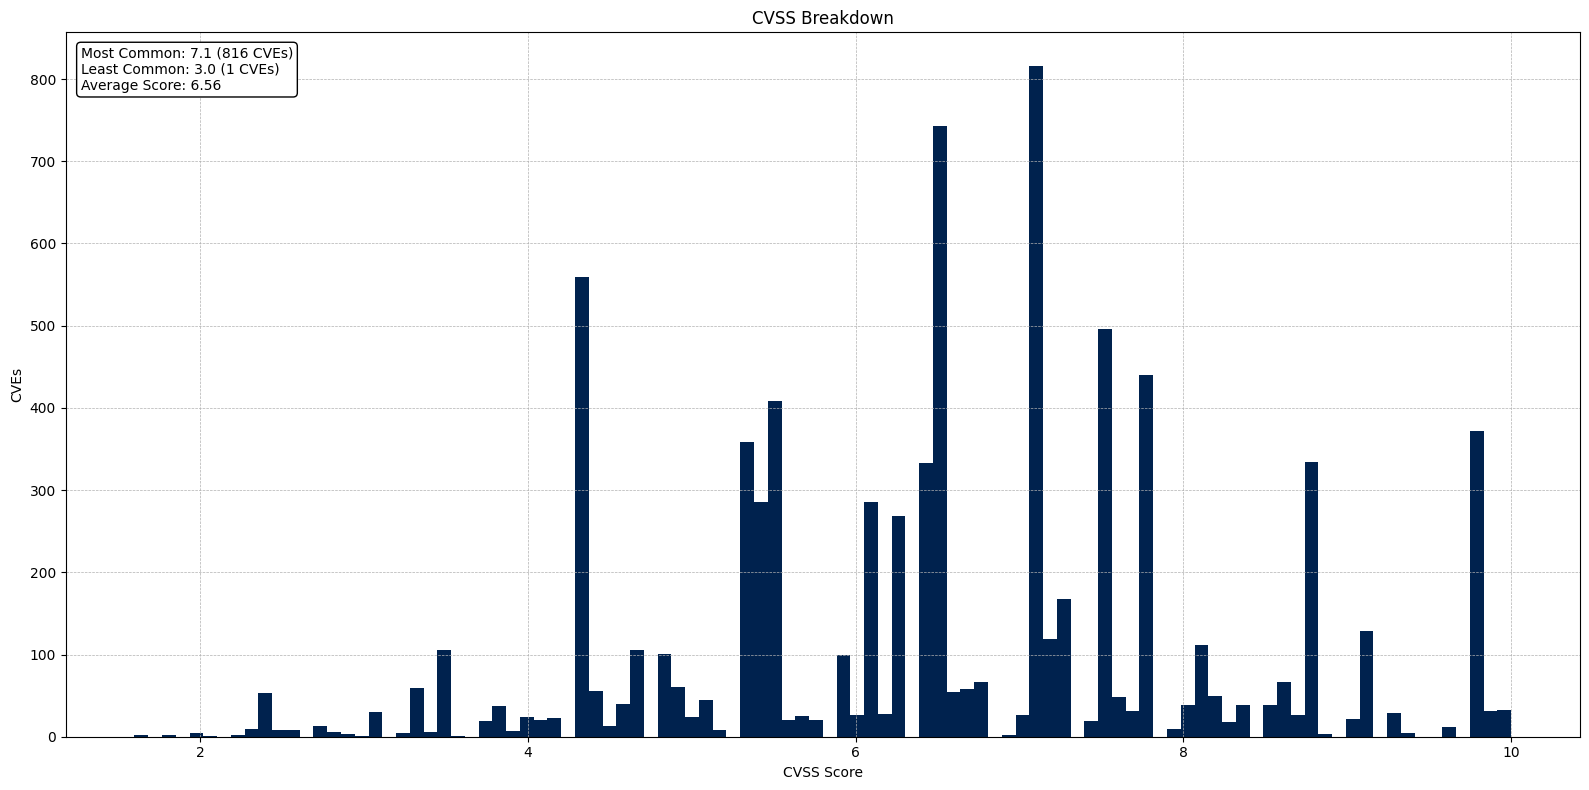 CVSS Breakdown
Most Common: 7.1 (816 CVEs)
Least Common: 3.0 (1 CVEs)
Average Score: 6.56
CVEs
800
700
600
500
400
300
200
100
0
2 4 6 8 10
CVSS Score